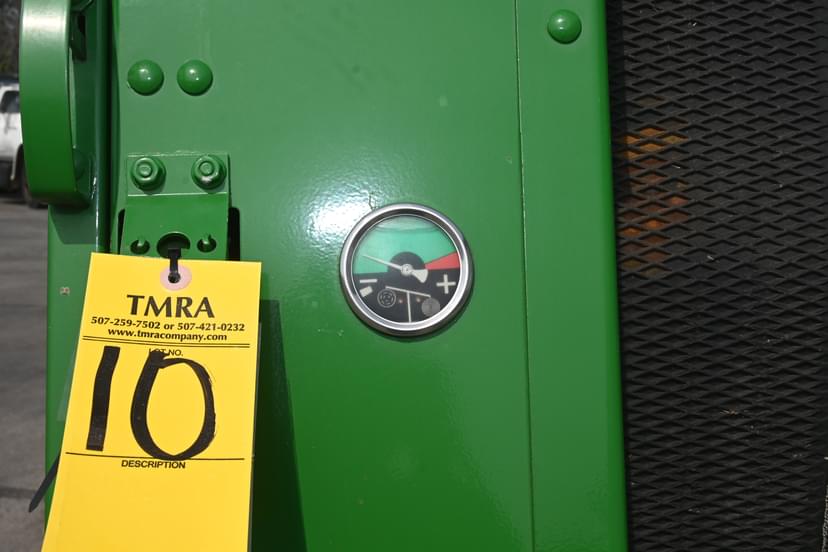 TMRA
507-259-7502 or 507-421-0232
www.tmracompany.com
LOT NO.
10
DESCRIPTION
− +